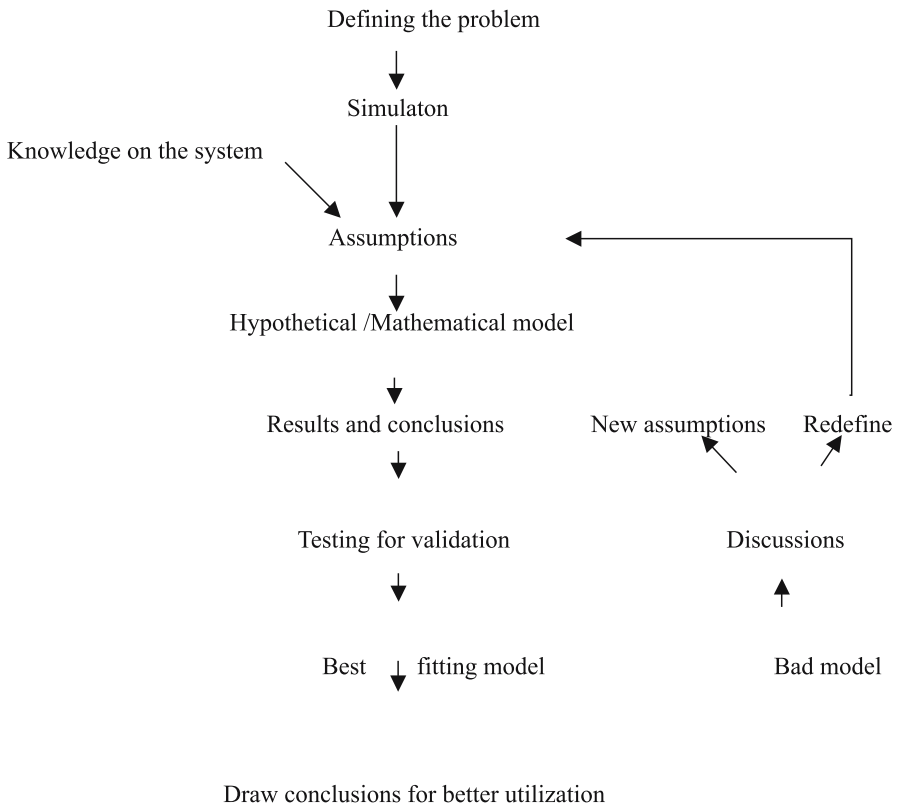 Defining the problem
Simulaton
Knowledge on the system
Assumptions
Hypothetical /Mathematical model
Results and conclusions
New assumptions
Redefine
Testing for validation
Discussions
Best fitting model
Bad model
Draw conclusions for better utilization